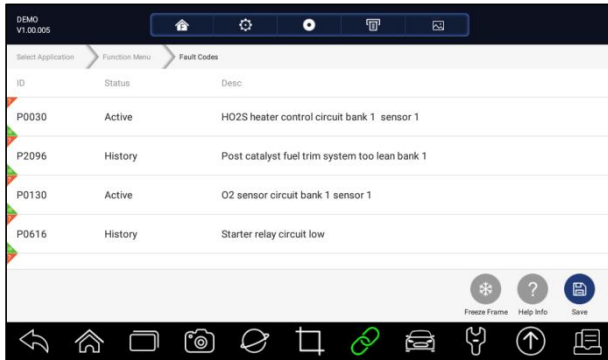 DEMO
V1.00.005
Select Application Function Menu Fault Codes
ID Status Desc
P0030 Active HO2S heater control circuit bank 1 sensor 1
P2096 History Post catalyst fuel trim system too lean bank 1
P0130 Active O2 sensor circuit bank 1 sensor 1
P0616 History Starter relay circuit low
Freeze Frame Help Info Save